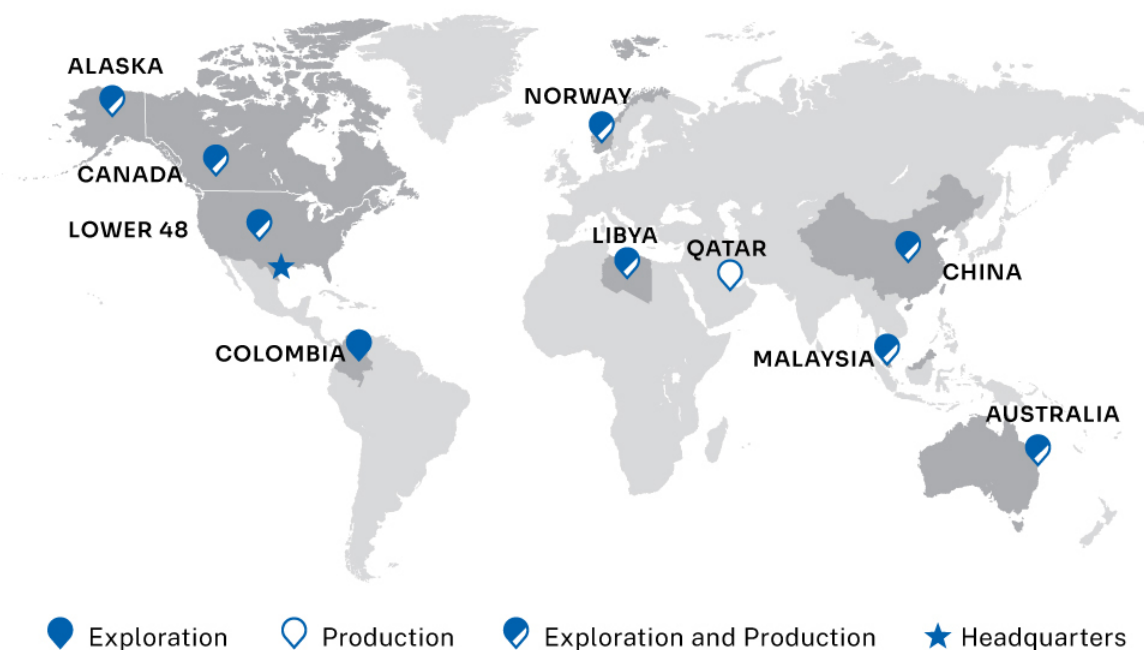 ALASKA
NORWAY
CANADA
LOWER 48
LIBYA
QATAR
CHINA
COLOMBIA
MALAYSIA
AUSTRALIA
Exploration
Production
Exploration and Production
Headquarters